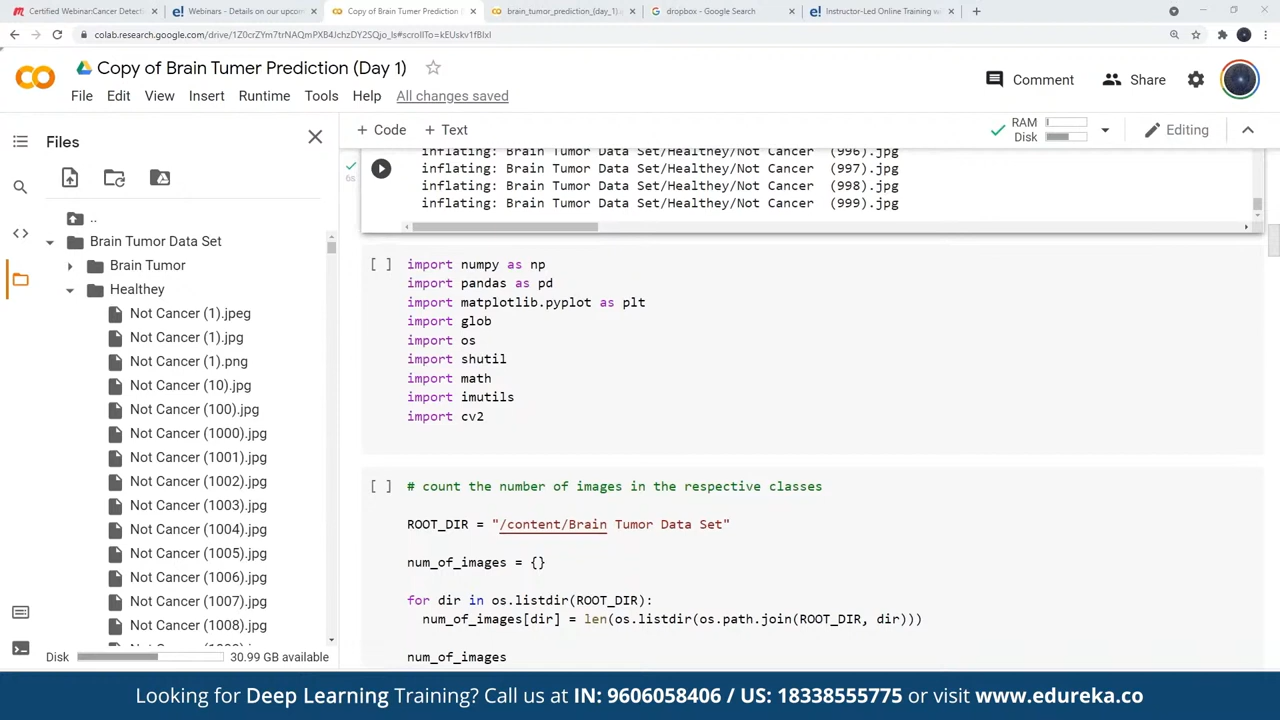 Certified Webinar:Cancer Detecti
Webinars - Details on our upcom
Copy of Brain Tumor Prediction (
brain_tumor_prediction_(day_1).
dropbox - Google Search
Instructor-Led Online Training w
colab.research.google.com/drive/1Z0crZYm7trNAQmPXB4JchzDY2SQjo_ls#scrollTo=kEUskv1fBlxI
Copy of Brain Tumer Prediction (Day 1)
Comment
Share
File Edit View Insert Runtime Tools Help All changes saved
Files
+ Code + Text
RAM
Disk
Editing
6s
inflating: Brain Tumor Data Set/Healthey/Not Cancer (996).jpg
inflating: Brain Tumor Data Set/Healthey/Not Cancer (997).jpg
inflating: Brain Tumor Data Set/Healthey/Not Cancer (998).jpg
inflating: Brain Tumor Data Set/Healthey/Not Cancer (999).jpg
..
Brain Tumor Data Set
Brain Tumor
Healthey
Not Cancer (1).jpeg
Not Cancer (1).jpg
Not Cancer (1).png
Not Cancer (10).jpg
Not Cancer (100).jpg
Not Cancer (1000).jpg
Not Cancer (1001).jpg
Not Cancer (1002).jpg
Not Cancer (1003).jpg
Not Cancer (1004).jpg
Not Cancer (1005).jpg
Not Cancer (1006).jpg
Not Cancer (1007).jpg
Not Cancer (1008).jpg
Disk 30.99 GB available
[ ] import numpy as np
import pandas as pd
import matplotlib.pyplot as plt
import glob
import os
import shutil
import math
import imutils
import cv2
[ ] # count the number of images in the respective classes
ROOT_DIR = "/content/Brain Tumor Data Set"
num_of_images = {}
for dir in os.listdir(ROOT_DIR):
num_of_images[dir] = len(os.listdir(os.path.join(ROOT_DIR, dir)))
num_of_images
Looking for Deep Learning Training? Call us at IN: 9606058406 / US: 18338555775 or visit www.edureka.co